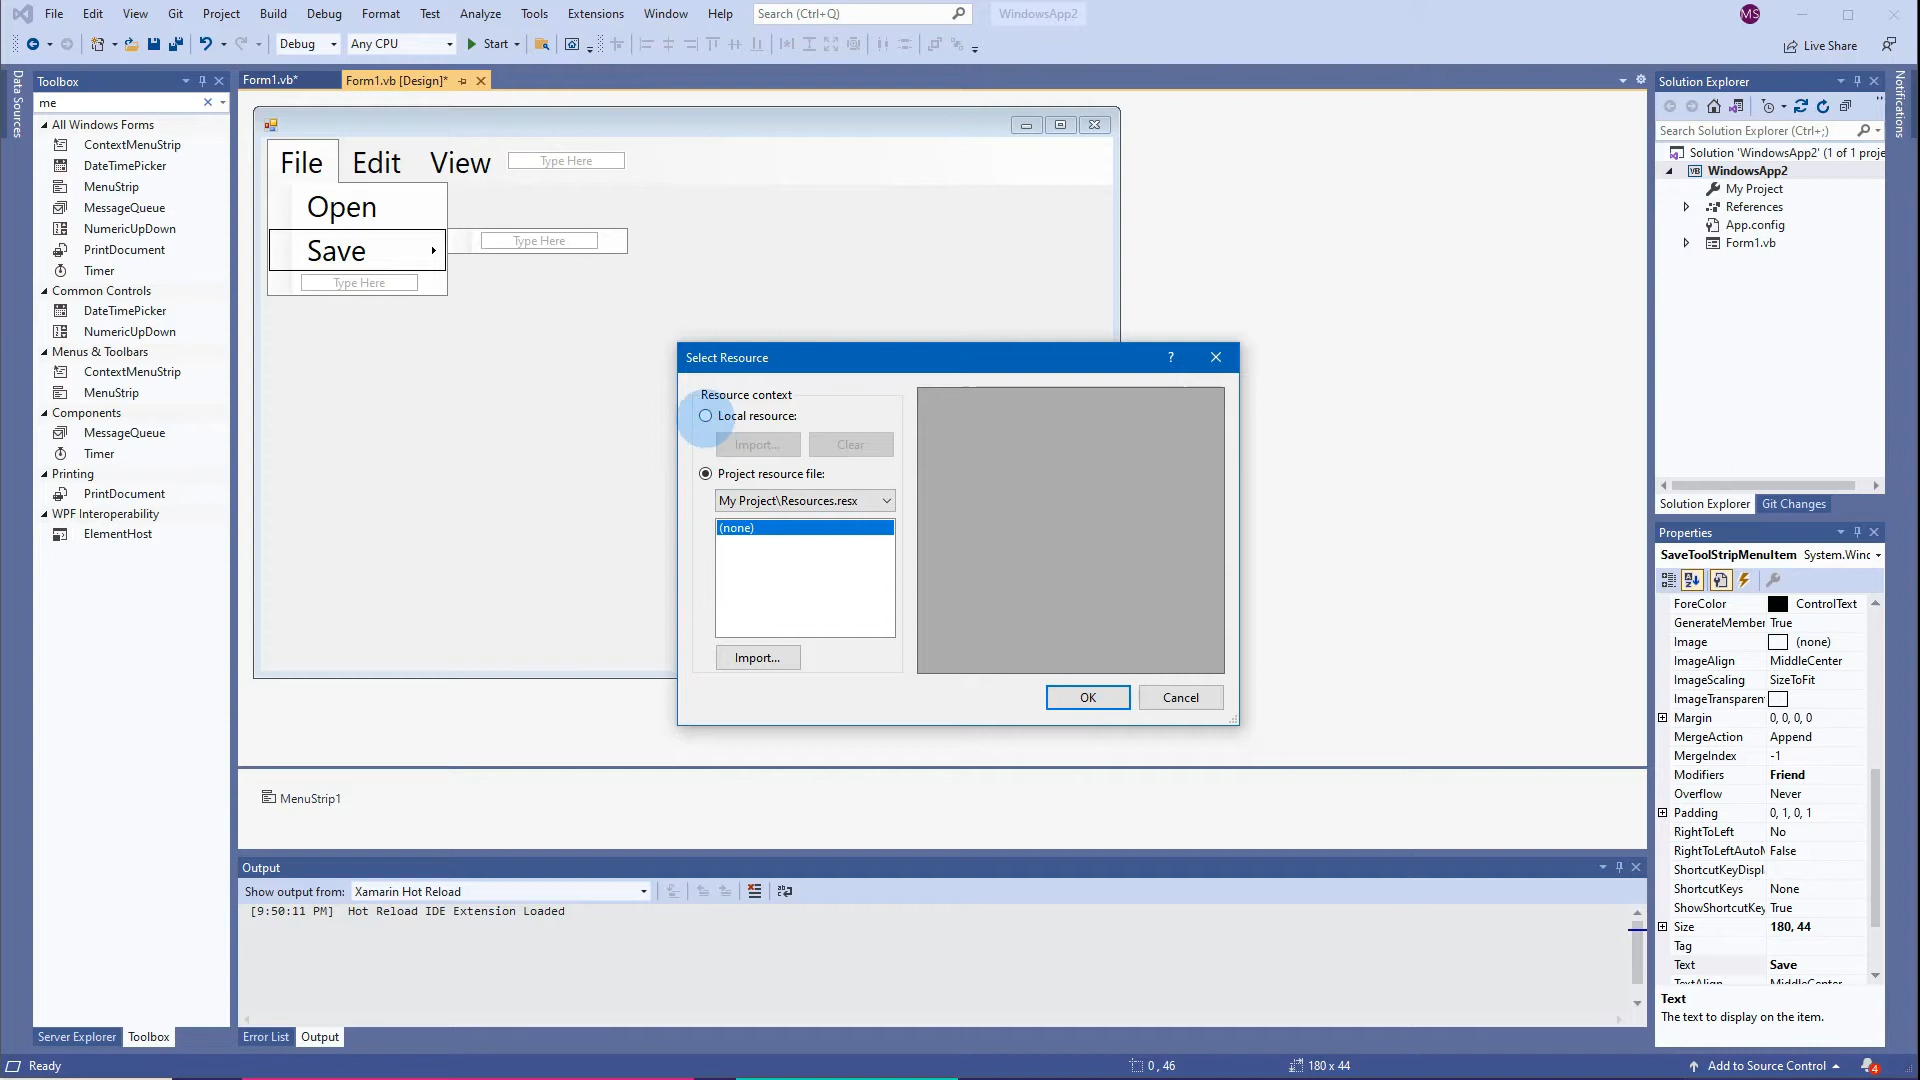 File Edit View Git Project Build Debug Format Test Analyze Tools Extensions Window Help Search (Ctrl+Q) WindowsApp2 MS
Debug Any CPU Start Live Share
Data Sources
Toolbox
me
All Windows Forms
ContextMenuStrip
DateTimePicker
MenuStrip
MessageQueue
NumericUpDown
PrintDocument
Timer
Common Controls
DateTimePicker
NumericUpDown
Menus & Toolbars
ContextMenuStrip
MenuStrip
Components
MessageQueue
Timer
Printing
PrintDocument
WPF Interoperability
ElementHost
Server Explorer Toolbox
Form1.vb* Form1.vb [Design]*
File Edit View Type Here
Open
Save Type Here
Type Here
Select Resource ?
Resource context
Local resource:
Import... Clear
Project resource file:
My Project\Resources.resx
(none)
Import...
OK Cancel
MenuStrip1
Output
Show output from: Xamarin Hot Reload
[9:50:11 PM] Hot Reload IDE Extension Loaded
Error List Output
Solution Explorer
Search Solution Explorer (Ctrl+;)
Solution 'WindowsApp2' (1 of 1 proje
VB WindowsApp2
My Project
References
App.config
Form1.vb
Solution Explorer Git Changes
Notifications
Properties
SaveToolStripMenuItem System.Winc
ForeColor ControlText
GenerateMember True
Image (none)
ImageAlign MiddleCenter
ImageScaling SizeToFit
ImageTransparen
Margin 0, 0, 0, 0
MergeAction Append
MergeIndex -1
Modifiers Friend
Overflow Never
Padding 0, 1, 0, 1
RightToLeft No
RightToLeftAutoM False
ShortcutKeyDispl
ShortcutKeys None
ShowShortcutKey True
Size 180, 44
Tag
Text Save
TextAlign MiddleCenter
Text
The text to display on the item.
Ready 0 , 46 180 x 44 Add to Source Control 4